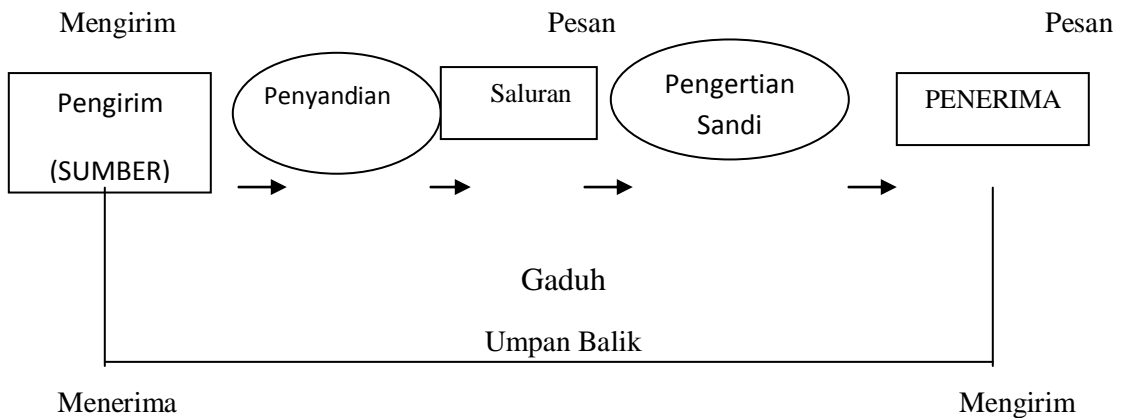 Mengirim Pesan Pesan
Pengirim
(SUMBER)
Penyandian
Saluran
Pengertian
Sandi
PENERIMA
Gaduh
Umpan Balik
Menerima Mengirim